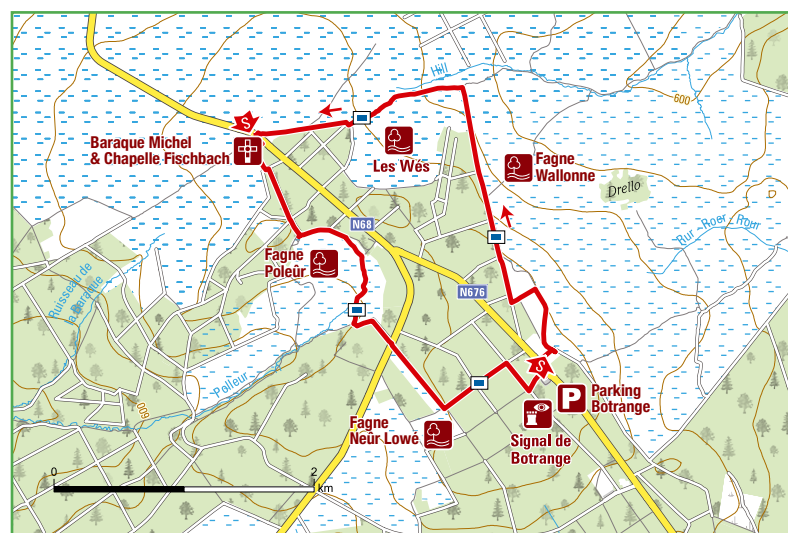 Hill
600
S
Baraque Michel
& Chapelle Fischbach
Les Wés
Fagne
Wallonne
Drello
Rur - Roer - Rour
N68
Fagne
Poleûr
Ruisseau de
la Baraque
N676
Polleur
S
600
Fagne
Neûr Lowé
P
Parking
Botrange
Signal de
Botrange
0
2
km